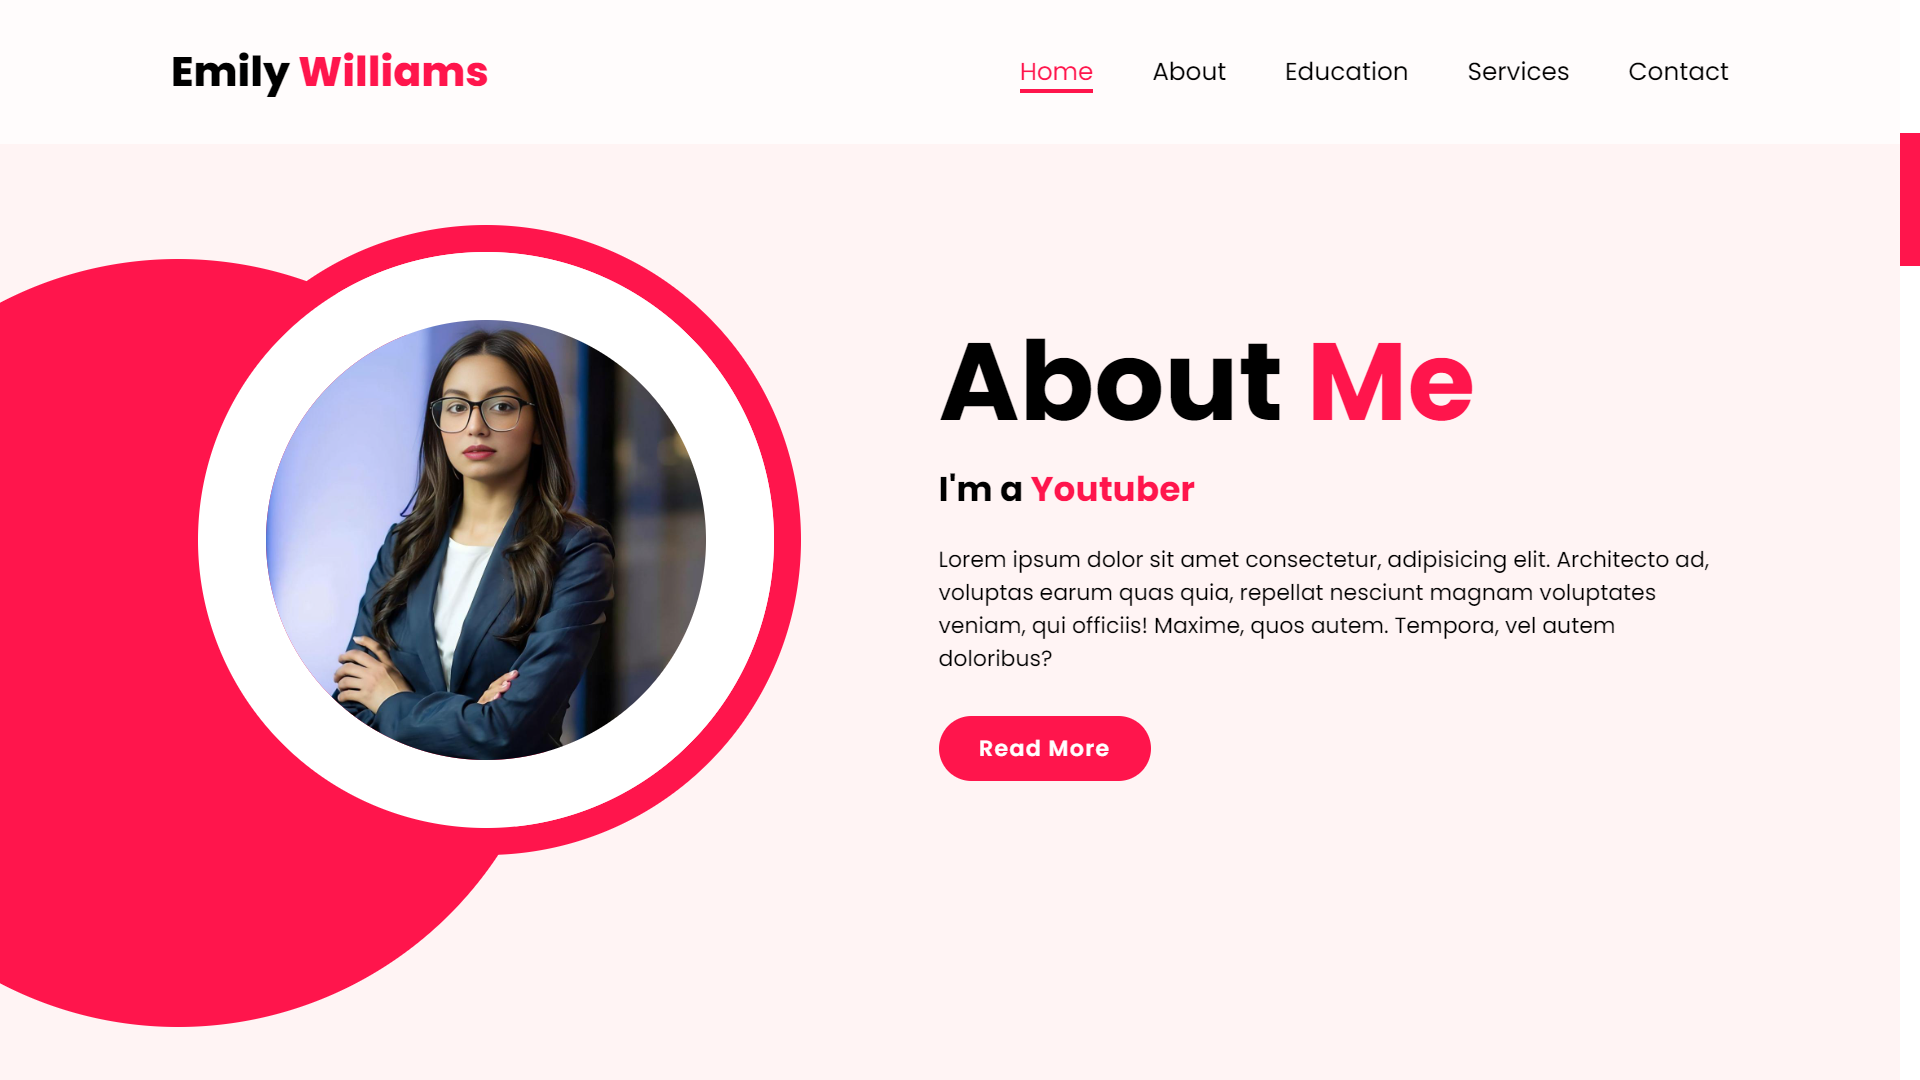 Emily Williams
Home About Education Services Contact
About Me
I'm a Youtuber
Lorem ipsum dolor sit amet consectetur, adipisicing elit. Architecto ad,
voluptas earum quas quia, repellat nesciunt magnam voluptates
veniam, qui officiis! Maxime, quos autem. Tempora, vel autem
doloribus?
Read More